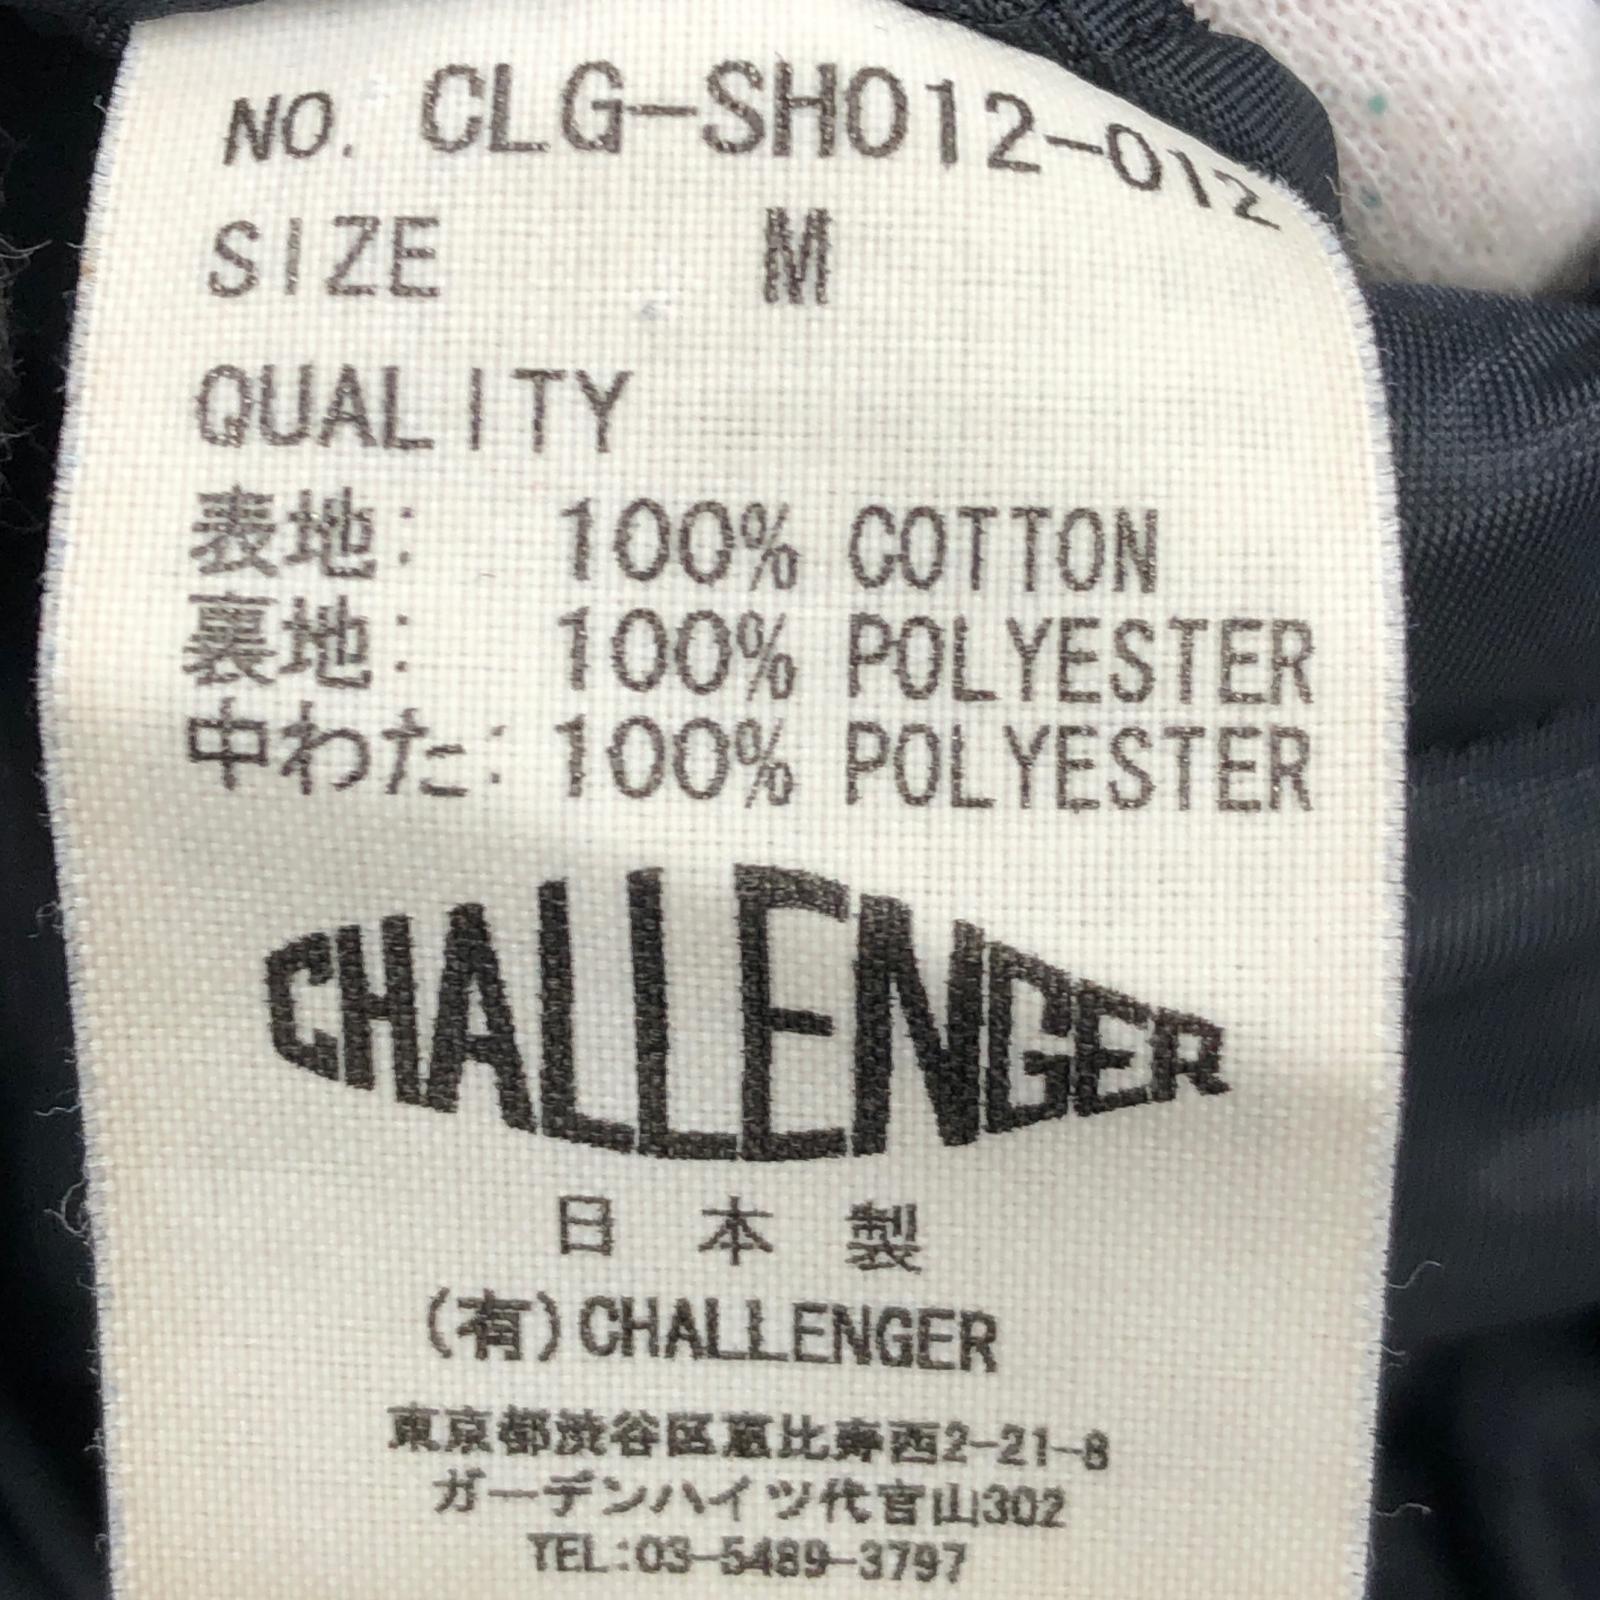 NO. CLG-SH012-012
SIZE M
QUALITY
表地: 100% COTTON
裏地: 100% POLYESTER
中わた: 100% POLYESTER
CHALLENGER
日本製
(有)CHALLENGER
東京都渋谷区恵比寿西2-21-8
ガーデンハイツ代官山302
TEL:03-5489-3797